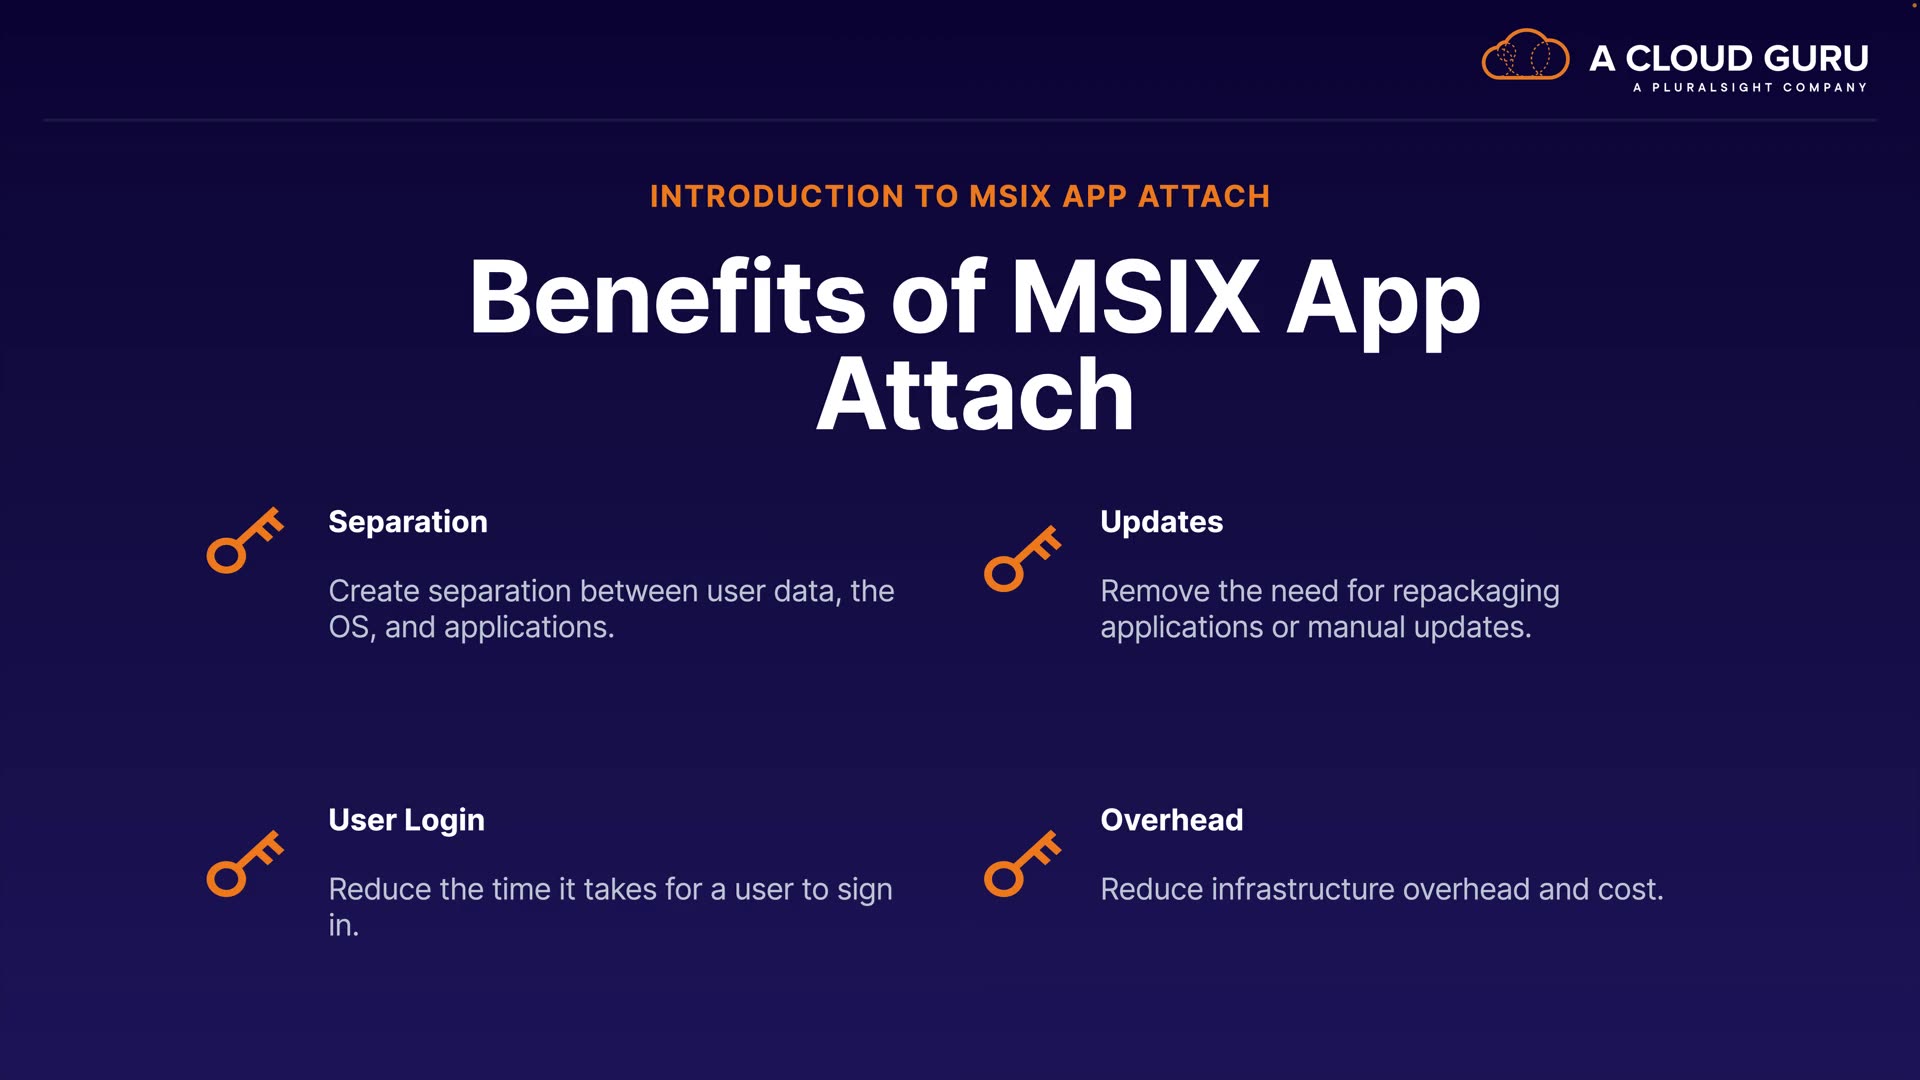 A CLOUD GURU
A PLURALSIGHT COMPANY
INTRODUCTION TO MSIX APP ATTACH
Benefits of MSIX App
Attach
Separation
Create separation between user data, the
OS, and applications.
Updates
Remove the need for repackaging
applications or manual updates.
User Login
Reduce the time it takes for a user to sign
in.
Overhead
Reduce infrastructure overhead and cost.